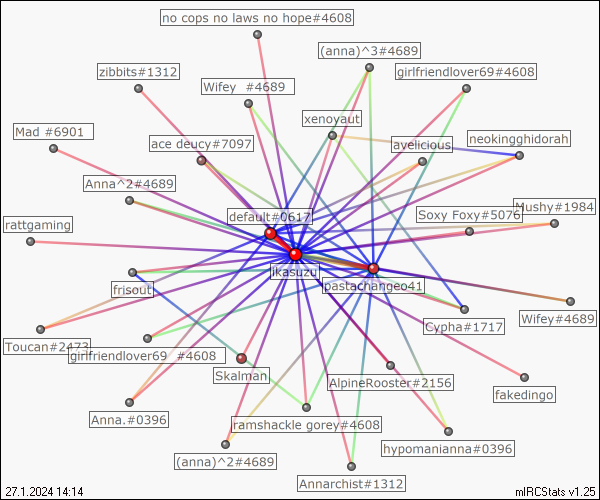 no cops no laws no hope#4608
(anna)^3#4689
zibbits#1312
girlfriendlover69#4608
Wifey #4689
xenoyaut
Mad #6901
ace deucy#7097
avelicious
neokingghidorah
Anna^2#4689
Mushy#1984
default#0617
Soxy Foxy#5076
rattgaming
likasuzu
pastachangeo41
frisout
Cypha#1717
Wifey#4689
Toucan#2473
girlfriendlover69 #4608
Skalman
AlpineRooster#2156
fakedingo
Anna.#0396
ramshackle gorey#4608
hypomanianna#0396
(anna)^2#4689
Annarchist#1312
27.1.2024 14:14
mIRCStats v1.25